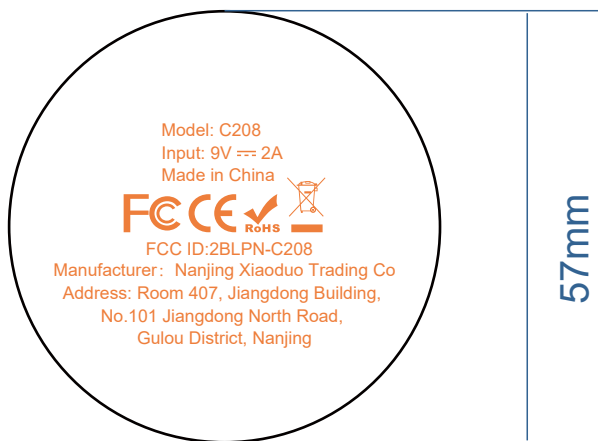 Model: C208
Input: 9V ⎓ 2A
Made in China
FC CE RoHS
FCC ID:2BLPN-C208
Manufacturer： Nanjing Xiaoduo Trading Co
Address: Room 407, Jiangdong Building,
No.101 Jiangdong North Road,
Gulou District, Nanjing
57mm